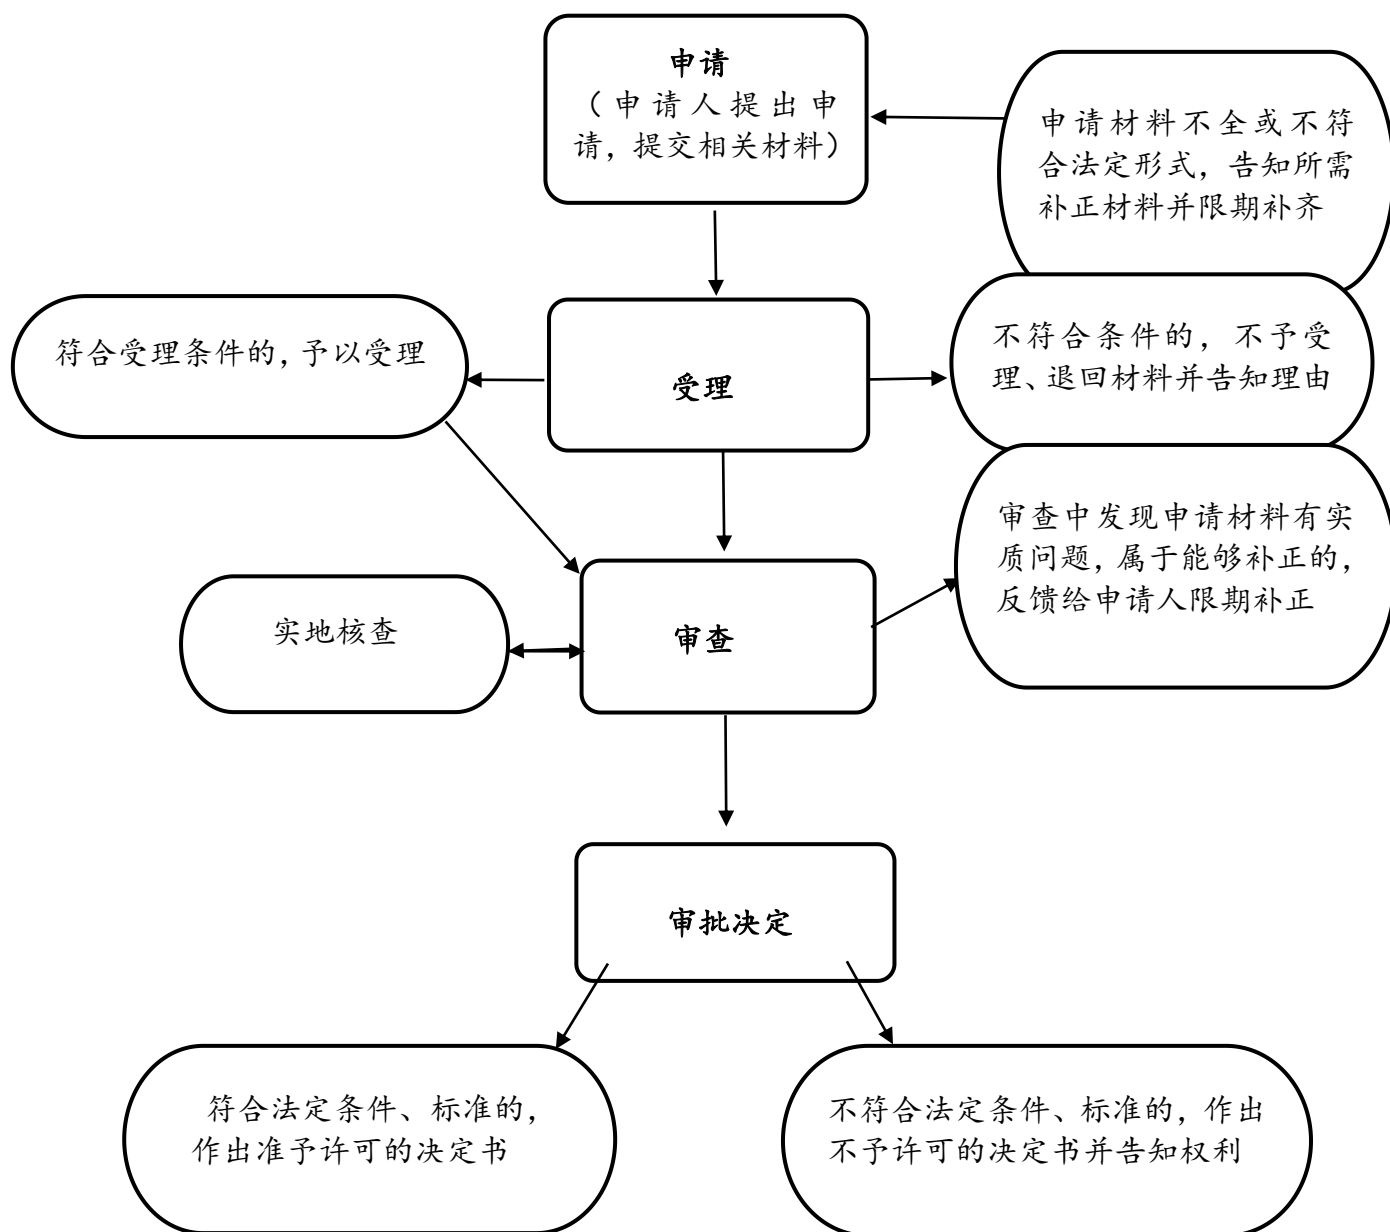 申请
（申请人提出申
请，提交相关材料）
申请材料不全或不符
合法定形式，告知所需
补正材料并限期补齐
符合受理条件的，予以受理
受理
不符合条件的，不予受
理、退回材料并告知理由
审查中发现申请材料有实
质问题，属于能够补正的，
反馈给申请人限期补正
实地核查
审查
审批决定
符合法定条件、标准的，
作出准予许可的决定书
不符合法定条件、标准的，作出
不予许可的决定书并告知权利